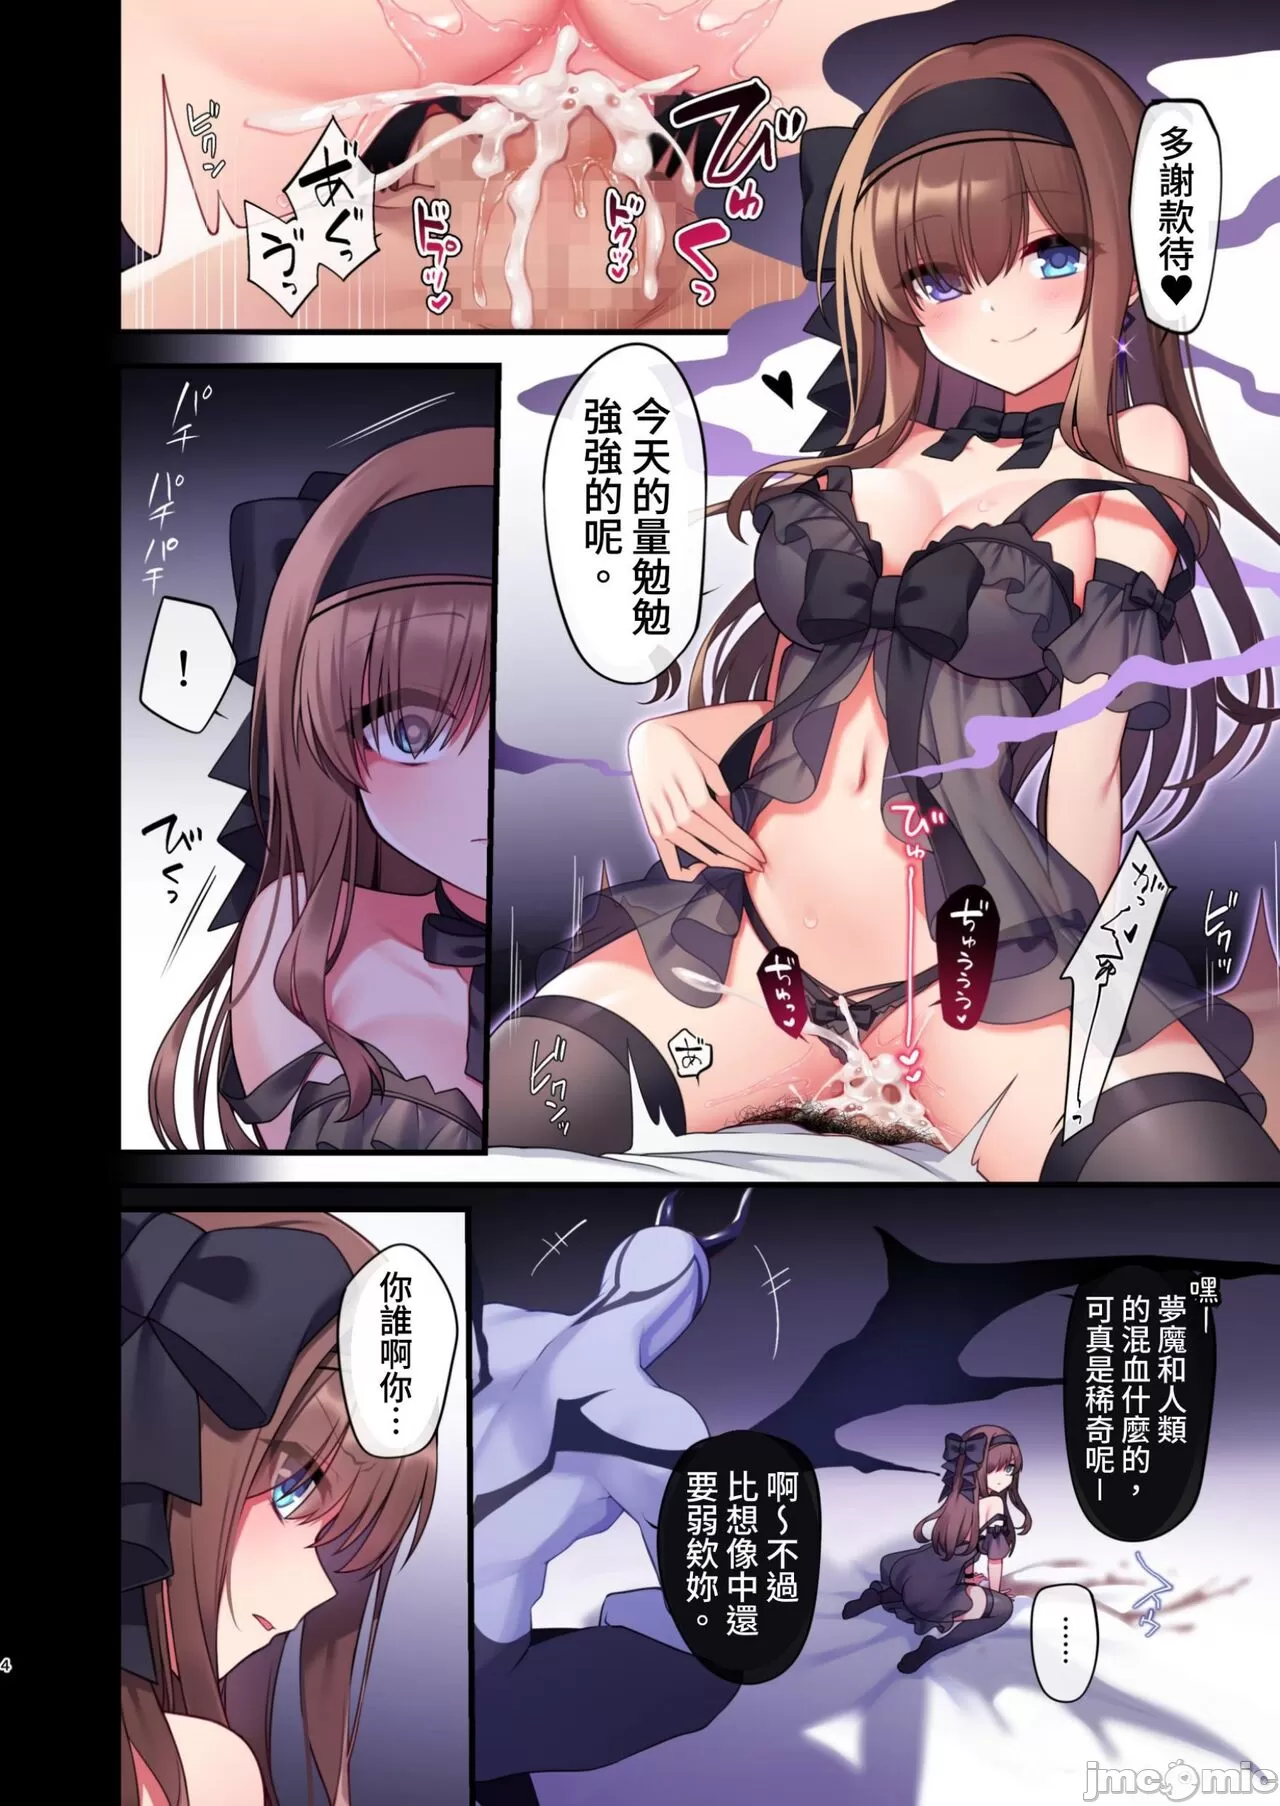 多謝款待♥
今天的量勉勉
強強的呢。
びゅ
くっ
ドクッ♡
ドプッ♡
あぐっ
ゔっ
ビクン
びゅ
ぢゅううう♡
ぢゅっ♡
あ゙
ビクッ
ビクンッ
パチ
パチ
パチ
！
びくっ
嘿－
夢魔和人類
的混血什麼的，
可真是稀奇呢－
……
啊～不過
比想像中還
要弱欸妳。
你誰啊你…
4
jmcomic